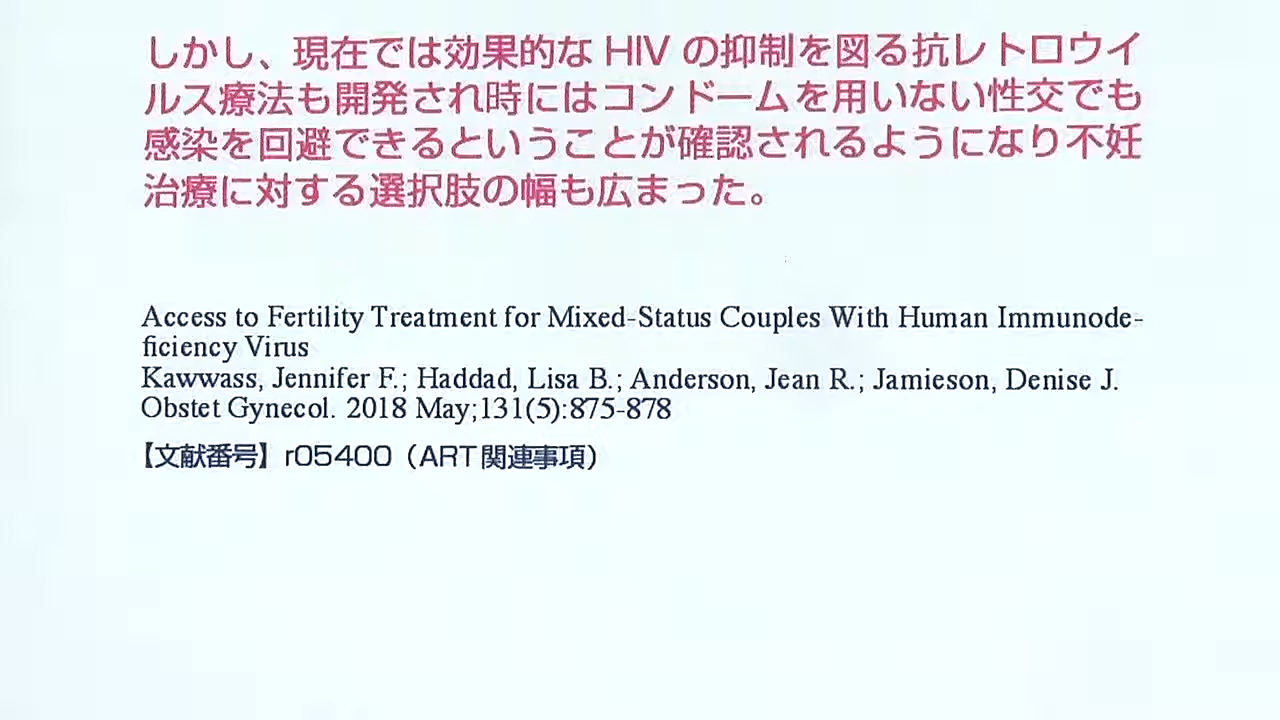 しかし、現在では効果的な HIV の抑制を図る抗レトロウイ
ルス療法も開発され時にはコンドームを用いない性交でも
感染を回避できるということが確認されるようになり不妊
治療に対する選択肢の幅も広まった。
Access to Fertility Treatment for Mixed-Status Couples With Human Immunode-
ficiency Virus
Kawwass, Jennifer F.; Haddad, Lisa B.; Anderson, Jean R.; Jamieson, Denise J.
Obstet Gynecol. 2018 May;131(5):875-878
【文献番号】r05400（ART関連事項）